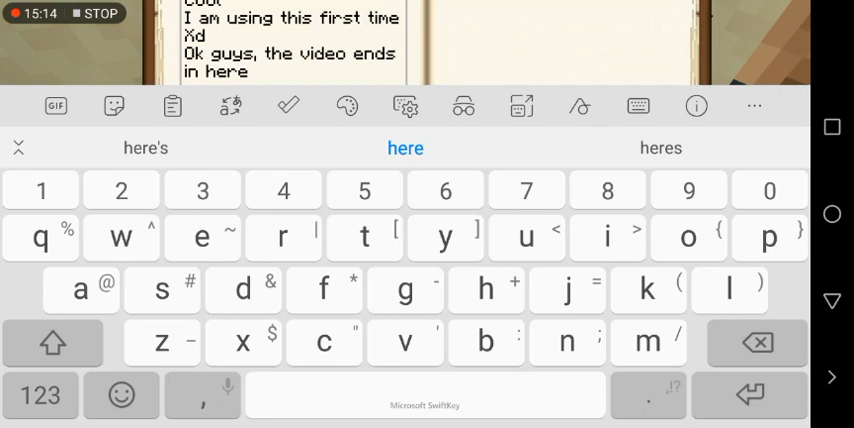 Cool
15:14 STOP
I am using this first time
Xd
Ok guys, the video ends
in here
GIF
here's here heres
1 2 3 4 5 6 7 8 9 0
q % w ^ e ~ r | t [ y ] u < i > o { p }
a @ s # d & f * g - h + j = k ( l )
z _ x $ c " v ' b : n ; m /
123 , Microsoft SwiftKey . ,!?